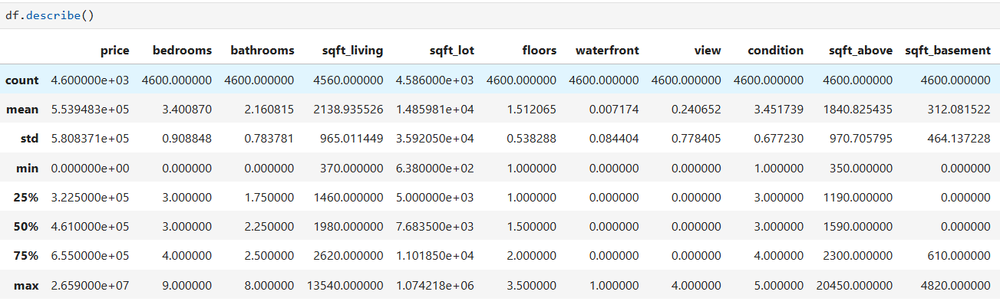 df.describe()
price bedrooms bathrooms sqft_living sqft_lot floors waterfront view condition sqft_above sqft_basement
count 4.600000e+03 4600.000000 4600.000000 4560.000000 4.586000e+03 4600.000000 4600.000000 4600.000000 4600.000000 4600.000000 4600.000000
mean 5.539483e+05 3.400870 2.160815 2138.935526 1.485981e+04 1.512065 0.007174 0.240652 3.451739 1840.825435 312.081522
std 5.808371e+05 0.908848 0.783781 965.011449 3.592050e+04 0.538288 0.084404 0.778405 0.677230 970.705795 464.137228
min 0.000000e+00 0.000000 0.000000 370.000000 6.380000e+02 1.000000 0.000000 0.000000 1.000000 350.000000 0.000000
25% 3.225000e+05 3.000000 1.750000 1460.000000 5.000000e+03 1.000000 0.000000 0.000000 3.000000 1190.000000 0.000000
50% 4.610000e+05 3.000000 2.250000 1980.000000 7.683500e+03 1.500000 0.000000 0.000000 3.000000 1590.000000 0.000000
75% 6.550000e+05 4.000000 2.500000 2620.000000 1.101850e+04 2.000000 0.000000 0.000000 4.000000 2300.000000 610.000000
max 2.659000e+07 9.000000 8.000000 13540.000000 1.074218e+06 3.500000 1.000000 4.000000 5.000000 20450.000000 4820.000000